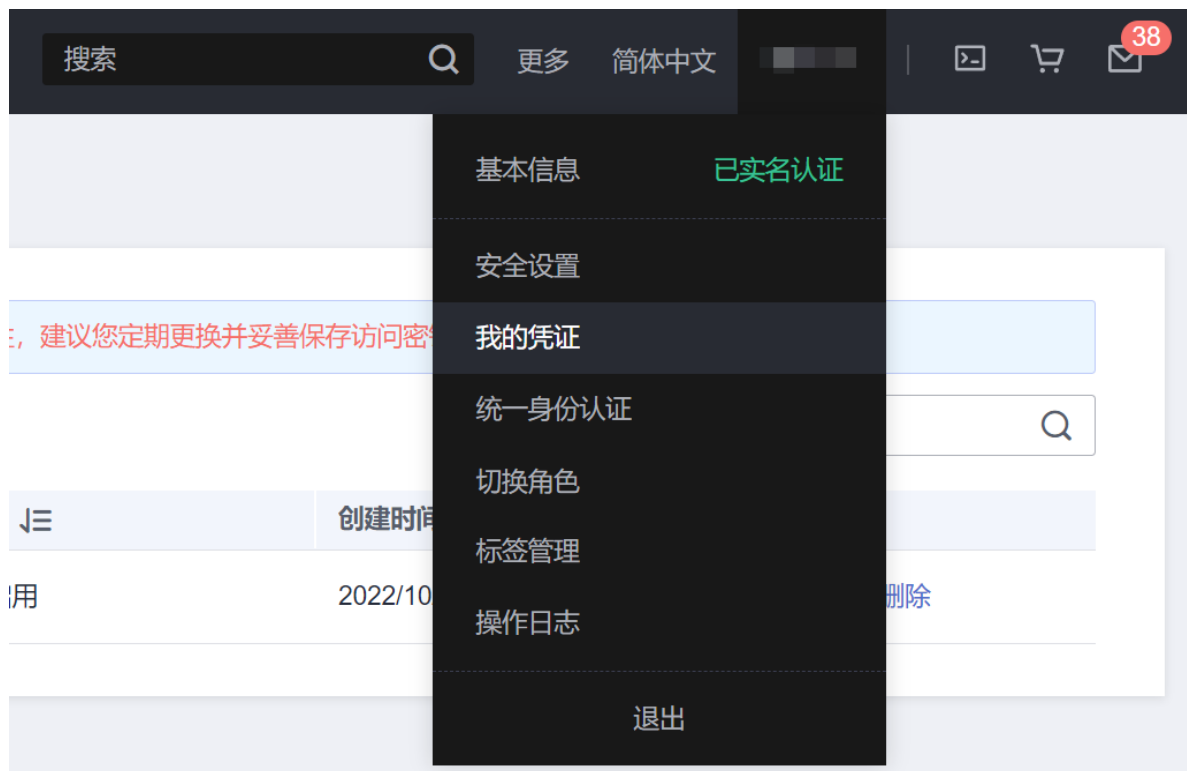 搜索
更多
简体中文
38
基本信息
已实名认证
安全设置
，建议您定期更换并妥善保存访问密
我的凭证
统一身份认证
切换角色
创建时间
标签管理
用
2022/10
删除
操作日志
退出